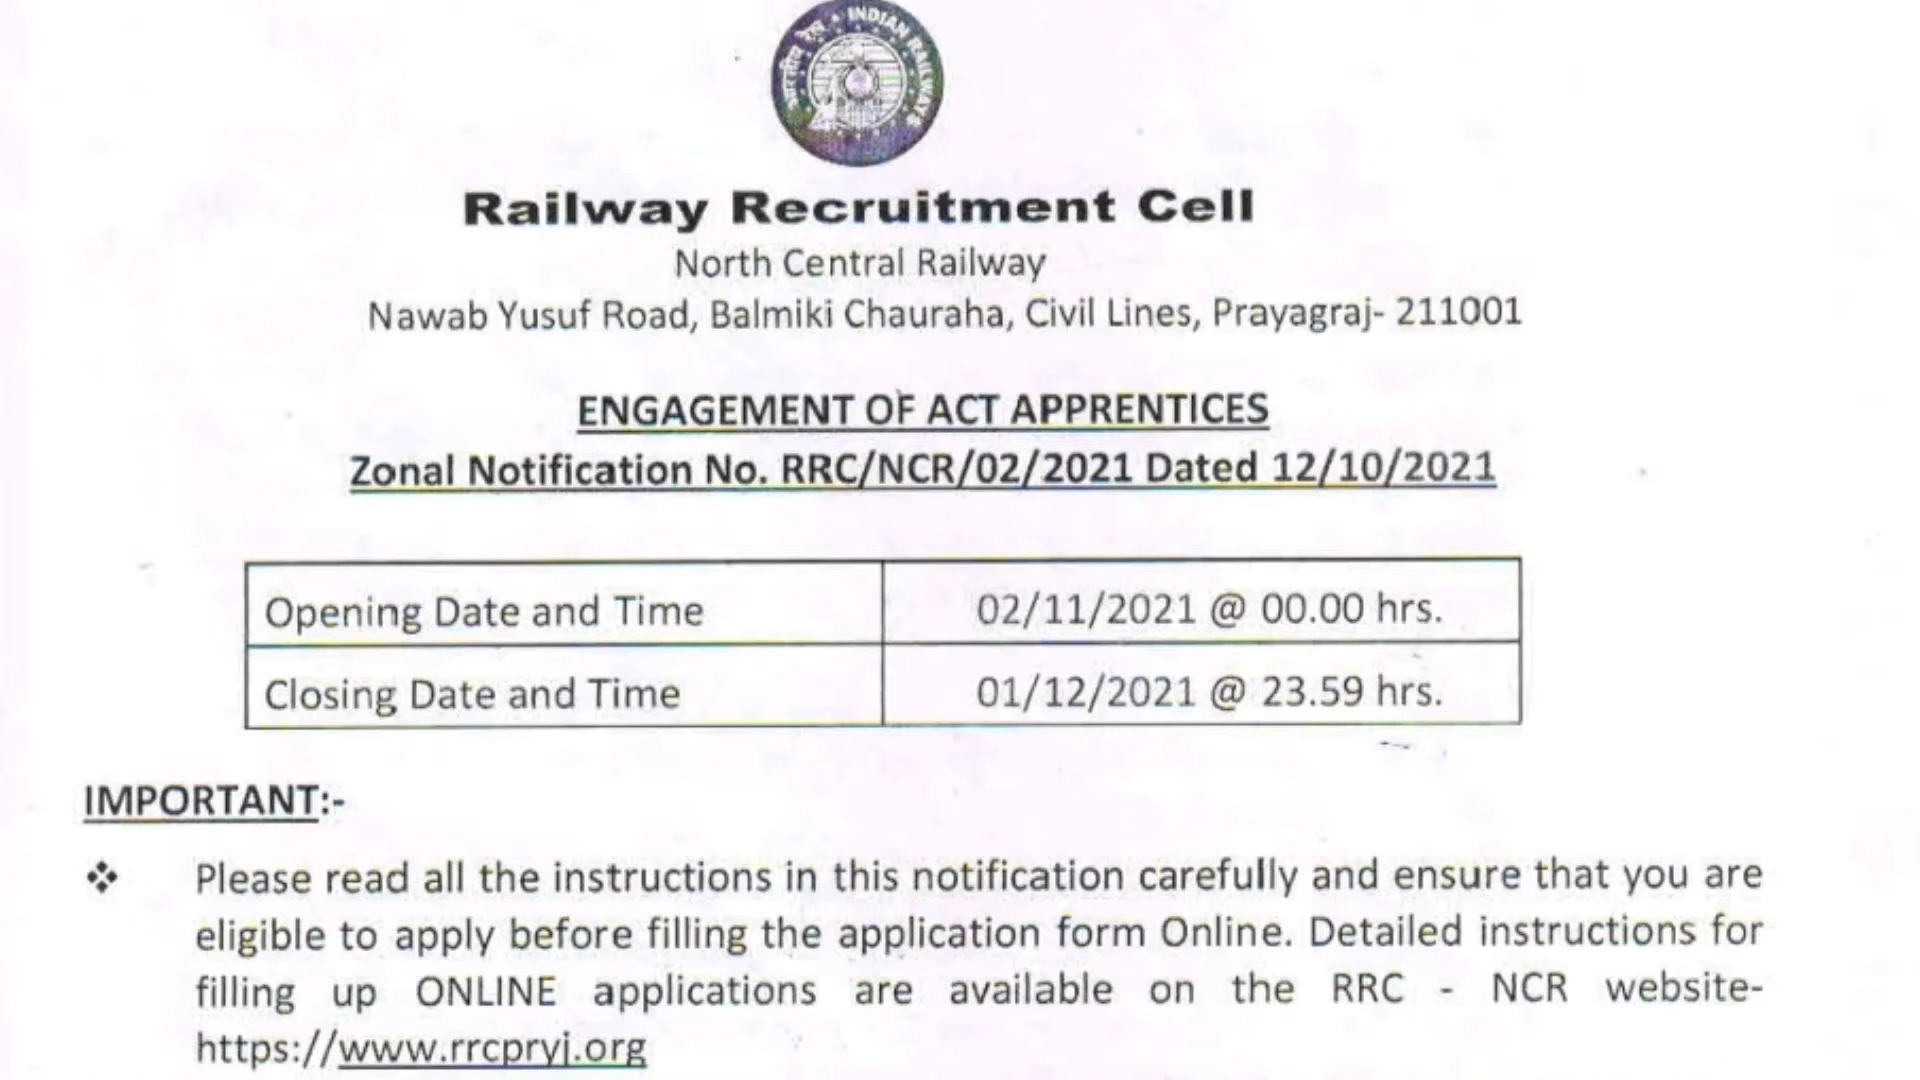 भारतीय रेल * INDIAN RAILWAYS
Railway Recruitment Cell
North Central Railway
Nawab Yusuf Road, Balmiki Chauraha, Civil Lines, Prayagraj- 211001
ENGAGEMENT OF ACT APPRENTICES
Zonal Notification No. RRC/NCR/02/2021 Dated 12/10/2021
Opening Date and Time 02/11/2021 @ 00.00 hrs.
Closing Date and Time 01/12/2021 @ 23.59 hrs.
IMPORTANT:-
❖ Please read all the instructions in this notification carefully and ensure that you are
eligible to apply before filling the application form Online. Detailed instructions for
filling up ONLINE applications are available on the RRC - NCR website-
https://www.rrcpryj.org